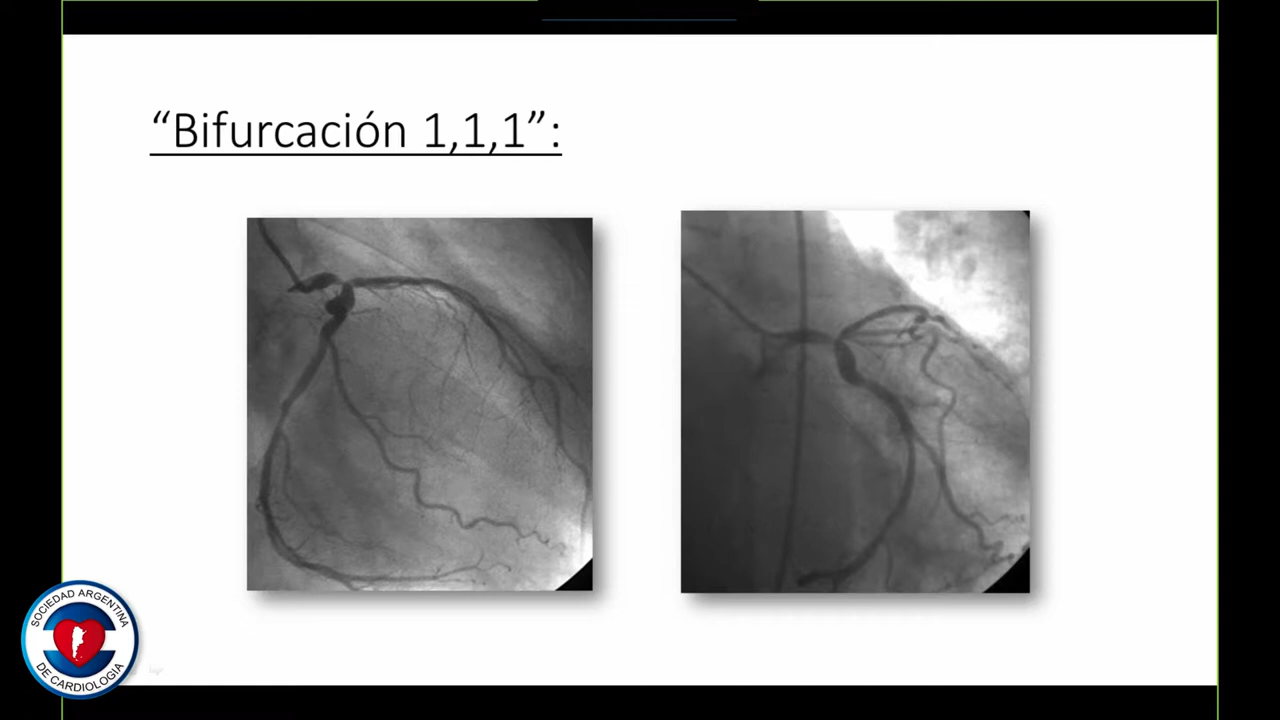 “Bifurcación 1,1,1”:
SOCIEDAD ARGENTINA
DE CARDIOLOGIA